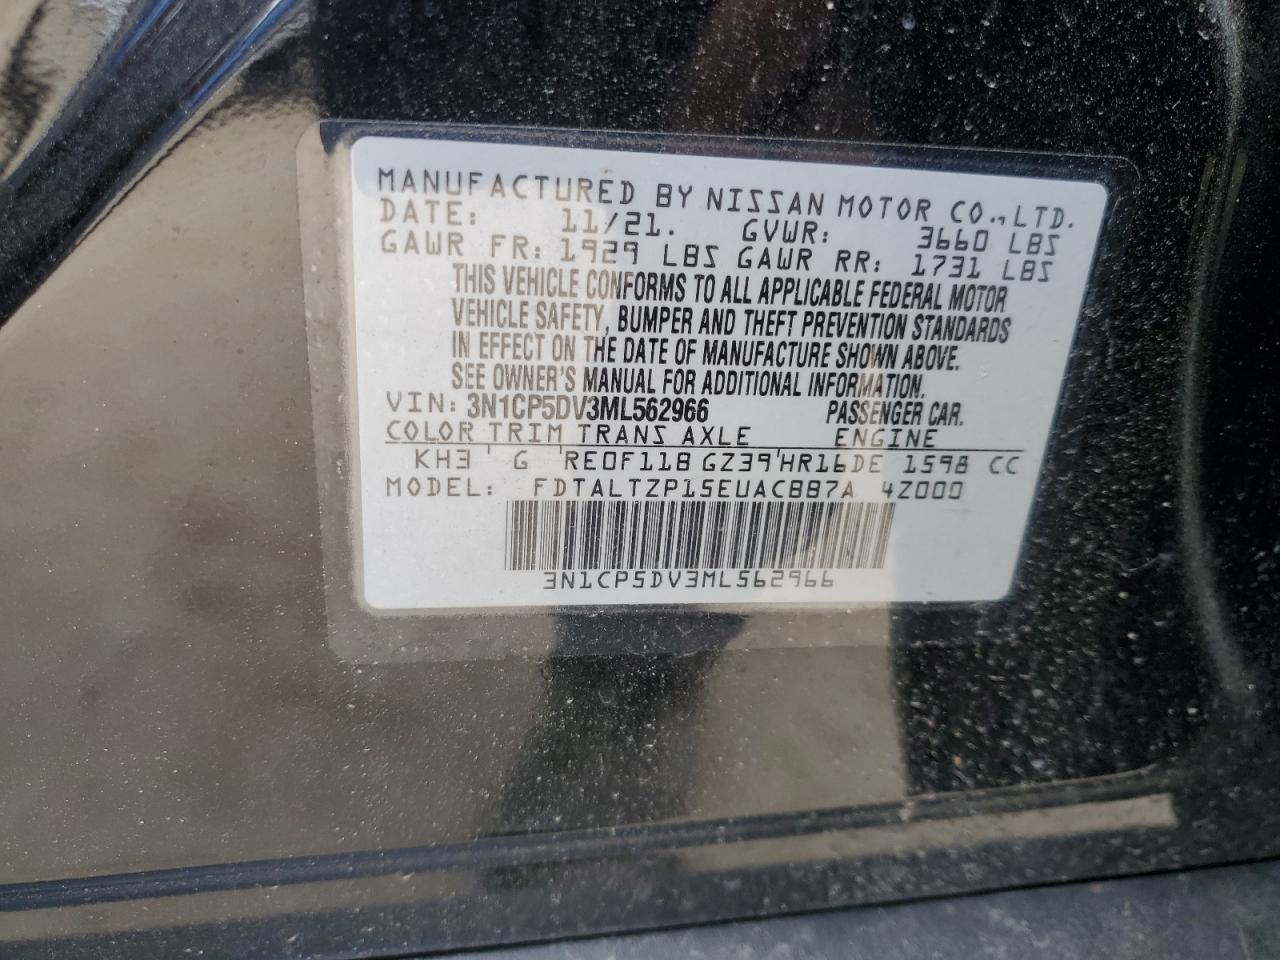 MANUFACTURED BY NISSAN MOTOR CO., LTD.
DATE: 11/21. GVWR: 3660 LBS
GAWR FR: 1929 LBS GAWR RR: 1731 LBS
THIS VEHICLE CONFORMS TO ALL APPLICABLE FEDERAL MOTOR
VEHICLE SAFETY, BUMPER AND THEFT PREVENTION STANDARDS
IN EFFECT ON THE DATE OF MANUFACTURE SHOWN ABOVE.
SEE OWNER'S MANUAL FOR ADDITIONAL INFORMATION.
VIN: 3N1CP5DV3ML562966 PASSENGER CAR.
COLOR TRIM TRANS AXLE ENGINE
KH3 ' G ' RE0F11B GZ39'HR16DE 1598 CC
MODEL: FDTALTZP15EUACBB7A 4Z000
3N1CP5DV3ML562966